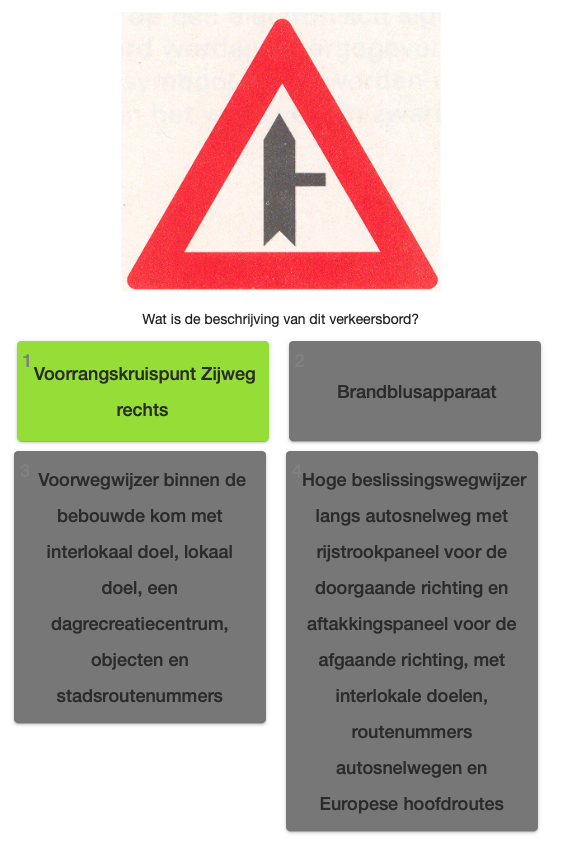 Wat is de beschrijving van dit verkeersbord?
1
Voorrangskruispunt Zijweg
rechts
2
Brandblusapparaat
3
Voorwegwijzer binnen de
bebouwde kom met
interlokaal doel, lokaal
doel, een
dagrecreatiecentrum,
objecten en
stadsroutenummers
4
Hoge beslissingswegwijzer
langs autosnelweg met
rijstrookpaneel voor de
doorgaande richting en
aftakkingspaneel voor de
afgaande richting, met
interlokale doelen,
routenummers
autosnelwegen en
Europese hoofdroutes